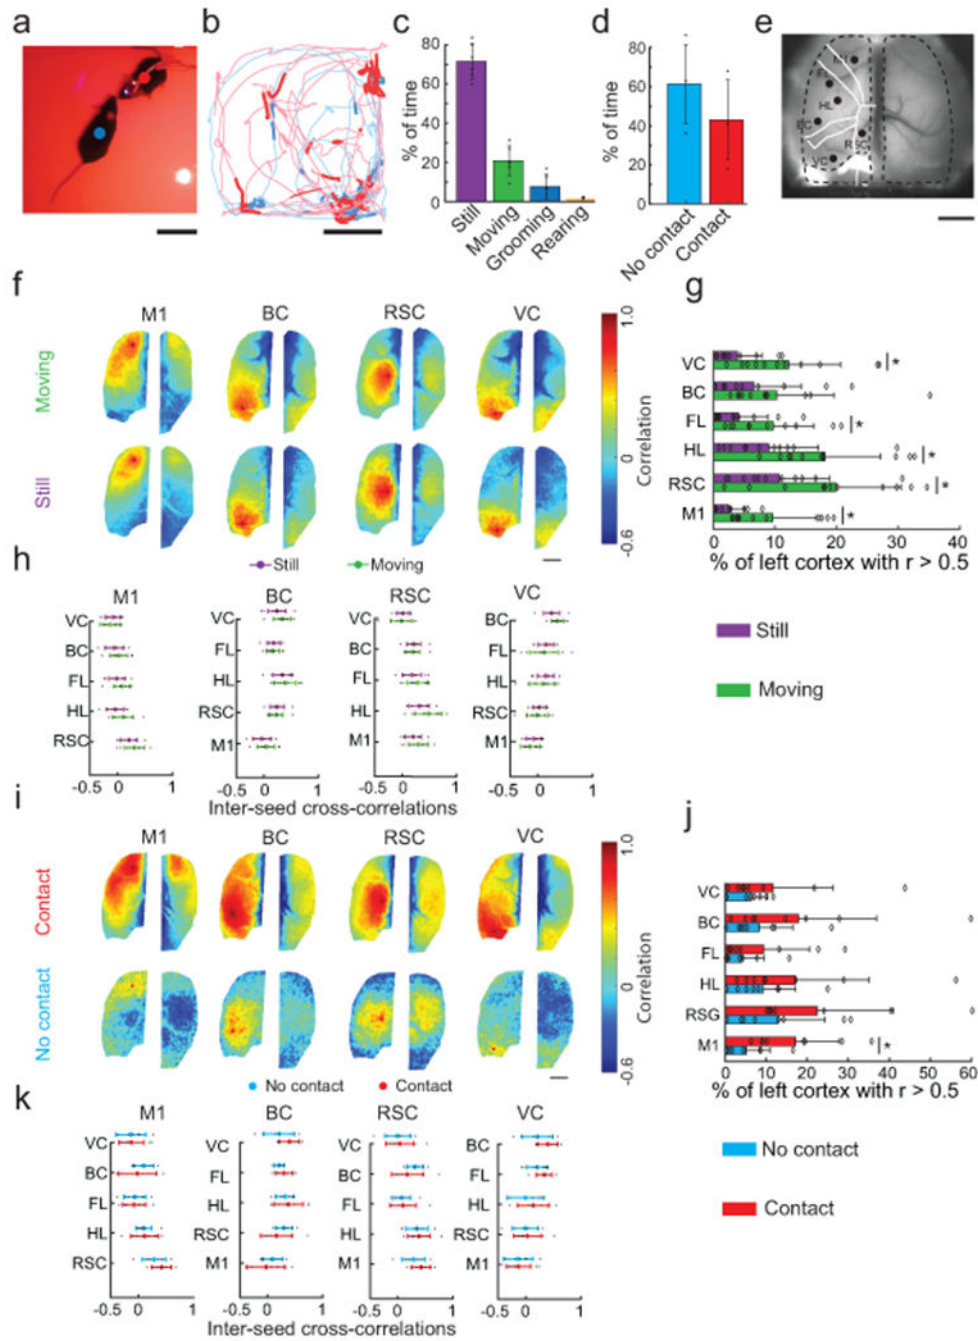 a
b
c
d
e
80
60
40
20
0
% of time
Still
Moving
Grooming
Rearing
80
60
40
20
0
% of time
No contact
Contact
M1
FL
HL
BC
RSC
VC
f
M1
BC
RSC
VC
Moving
Still
1.0
0
-0.6
Correlation
g
VC
*
BC
FL
*
HL
*
RSC
*
M1
*
0
10
20
30
40
% of left cortex with r > 0.5
Still
Moving
h
Still
Moving
M1
VC
BC
FL
HL
RSC
-0.5
0
1
BC
VC
FL
HL
RSC
M1
-0.5
0
1
RSC
VC
BC
FL
HL
M1
-0.5
0
1
VC
BC
FL
HL
RSC
M1
-0.5
0
1
Inter-seed cross-correlations
i
M1
BC
RSC
VC
Contact
No contact
1.0
0
-0.6
Correlation
j
VC
BC
FL
HL
RSG
M1
*
0
10
20
30
40
50
60
% of left cortex with r > 0.5
No contact
Contact
k
No contact
Contact
M1
VC
BC
FL
HL
RSC
-0.5
0
1
BC
VC
FL
HL
RSC
M1
-0.5
0
1
RSC
VC
BC
FL
HL
M1
-0.5
0
1
VC
BC
FL
HL
RSC
M1
-0.5
0
1
Inter-seed cross-correlations